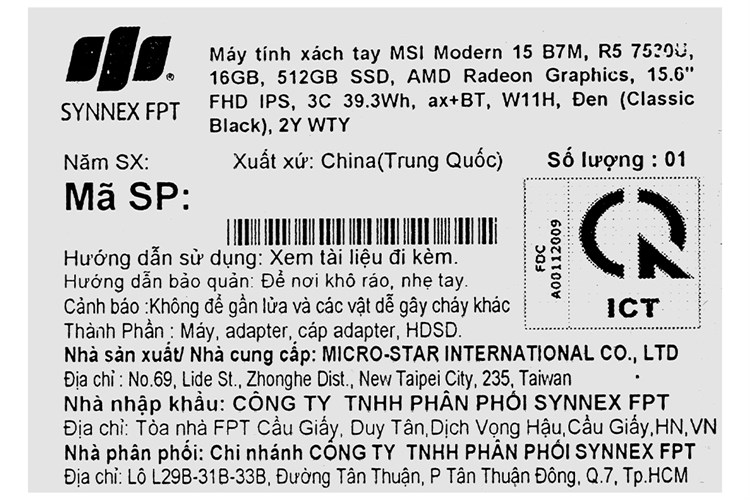 SYNNEX FPT
Máy tính xách tay MSI Modern 15 B7M, R5 7530U,
16GB, 512GB SSD, AMD Radeon Graphics, 15.6"
FHD IPS, 3C 39.3Wh, ax+BT, W11H, Đen (Classic
Black), 2Y WTY
Năm SX: Xuất xứ: China(Trung Quốc) Số lượng : 01
Mã SP:
FDC
A00112009
ICT
Hướng dẫn sử dụng: Xem tài liệu đi kèm.
Hướng dẫn bảo quản: Để nơi khô ráo, nhẹ tay.
Cảnh báo :Không để gần lửa và các vật dễ gây cháy khác
Thành Phần : Máy, adapter, cáp adapter, HDSD.
Nhà sản xuất/ Nhà cung cấp: MICRO-STAR INTERNATIONAL CO., LTD
Địa chỉ : No.69, Lide St., Zhonghe Dist., New Taipei City, 235, Taiwan
Nhà nhập khẩu: CÔNG TY TNHH PHÂN PHỐI SYNNEX FPT
Địa chỉ: Tòa nhà FPT Cầu Giấy, Duy Tân,Dịch Vọng Hậu,Cầu Giấy,HN,VN
Nhà phân phối: Chi nhánh CÔNG TY TNHH PHÂN PHỐI SYNNEX FPT
Địa chỉ: Lô L29B-31B-33B, Đường Tân Thuận, P Tân Thuận Đông, Q.7, Tp.HCM